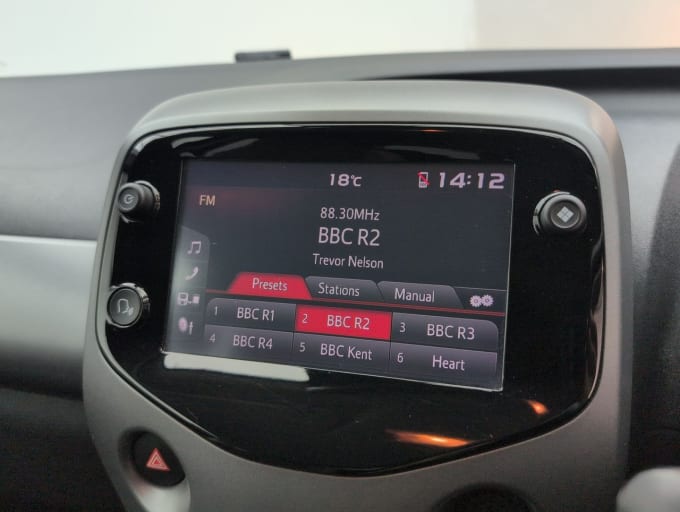 18°C 14:12
FM
88.30MHz
BBC R2
Trevor Nelson
Presets Stations Manual
1 BBC R1 2 BBC R2 3 BBC R3
4 BBC R4 5 BBC Kent 6 Heart